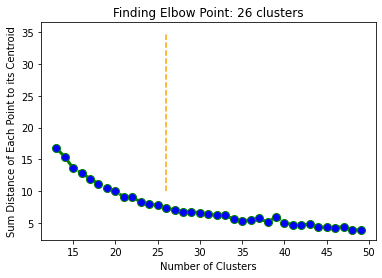 Finding Elbow Point: 26 clusters
Sum Distance of Each Point to its Centroid
35
30
25
20
15
10
5
15 20 25 30 35 40 45 50
Number of Clusters